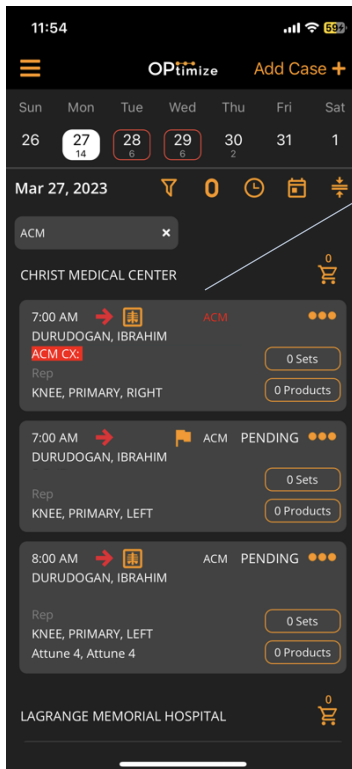 11:54
59
OPtimize
Add Case +
Sun Mon Tue Wed Thu Fri Sat
26 27 28 29 30 31 1
14 6 6 2
Mar 27, 2023
0
ACM ×
0
CHRIST MEDICAL CENTER
7:00 AM ACM
DURUDOGAN, IBRAHIM
ACM CX:
0 Sets
Rep
KNEE, PRIMARY, RIGHT
0 Products
7:00 AM ACM PENDING
DURUDOGAN, IBRAHIM
0 Sets
Rep
KNEE, PRIMARY, LEFT
0 Products
8:00 AM ACM PENDING
DURUDOGAN, IBRAHIM
Rep
0 Sets
KNEE, PRIMARY, LEFT
Attune 4, Attune 4
0 Products
0
LAGRANGE MEMORIAL HOSPITAL